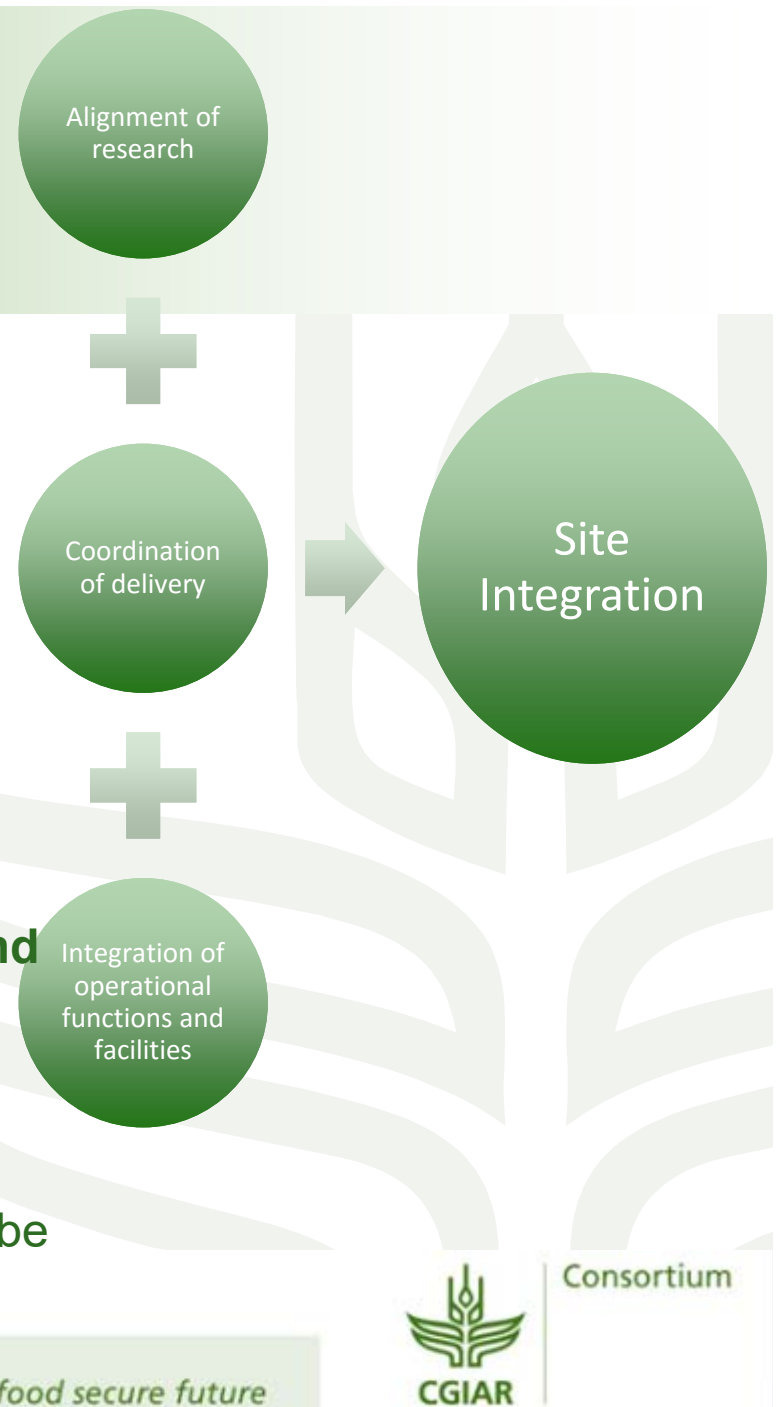 Alignment of
research
Coordination
of delivery
Site
Integration
nd
Integration of
operational
functions and
facilities
be
Consortium
food secure future
CGIAR